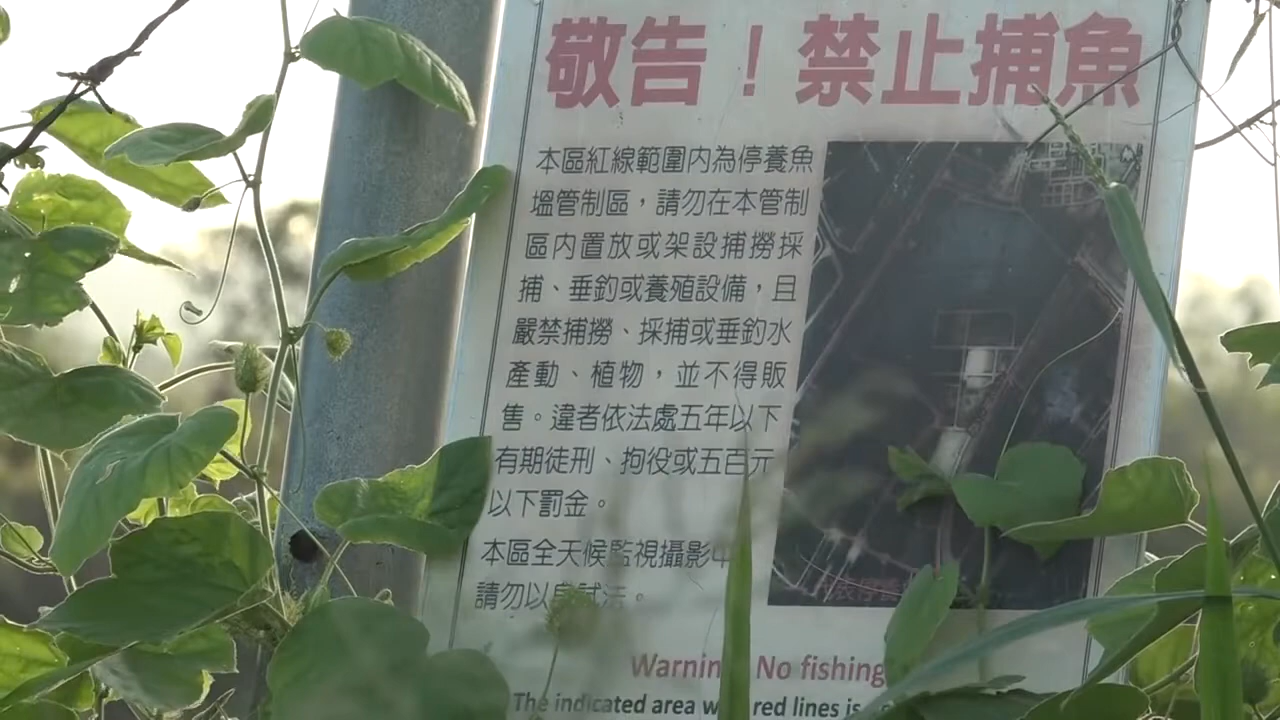 敬告！禁止捕魚
本區紅線範圍內為停養魚
塭管制區，請勿在本管制
區內置放或架設捕撈採
捕、垂釣或養殖設備，且
嚴禁捕撈、採捕或垂釣水
產動、植物，並不得販
售。違者依法處五年以下
有期徒刑、拘役或五百元
以下罰金。
本區全天候監視攝影中
請勿以身試法。
Warning No fishing
The indicated area with red lines is